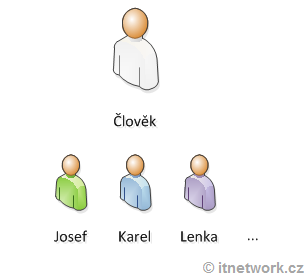 Člověk
Josef Karel Lenka ...
© itnetwork.cz